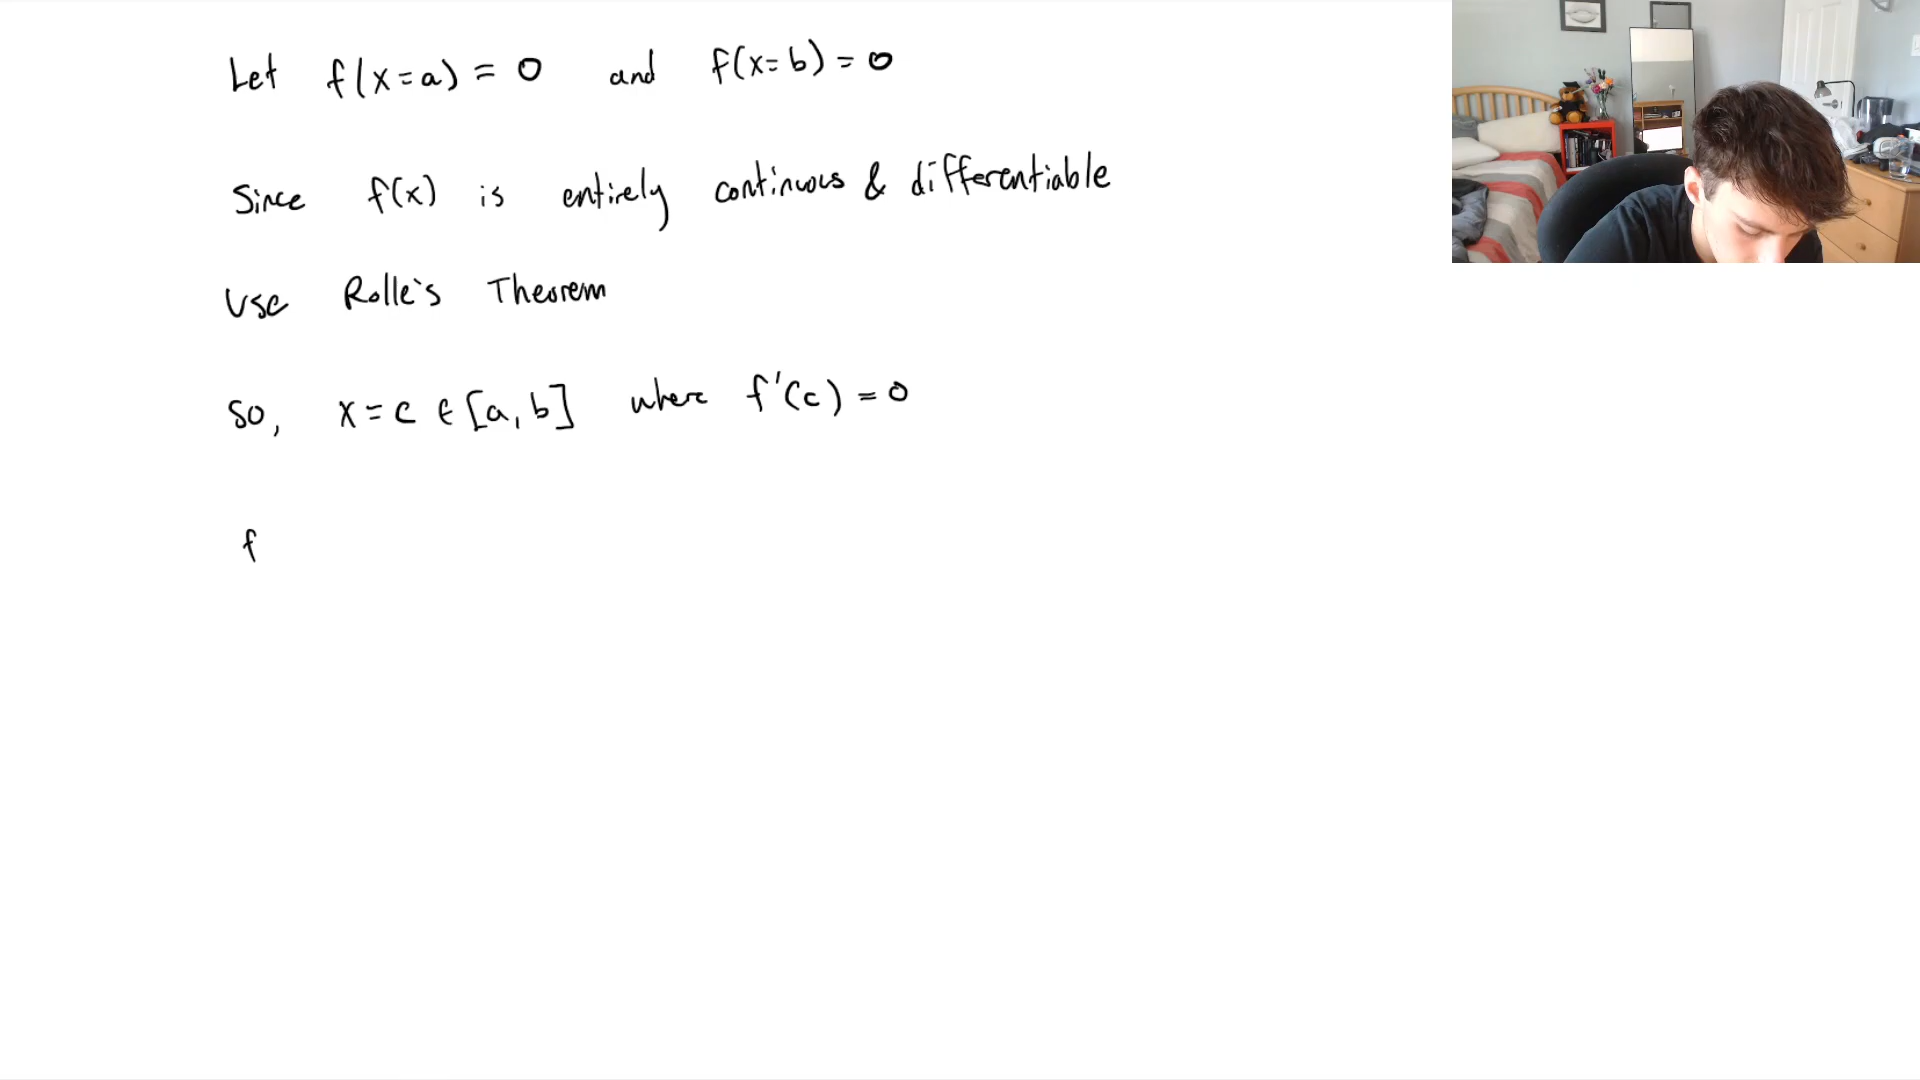 Let f(x=a) = 0 and f(x=b) = 0
Since f(x) is entirely continuous & differentiable
Use Rolle's Theorem
So, x = c ∈ [a, b] where f'(c) = 0
f